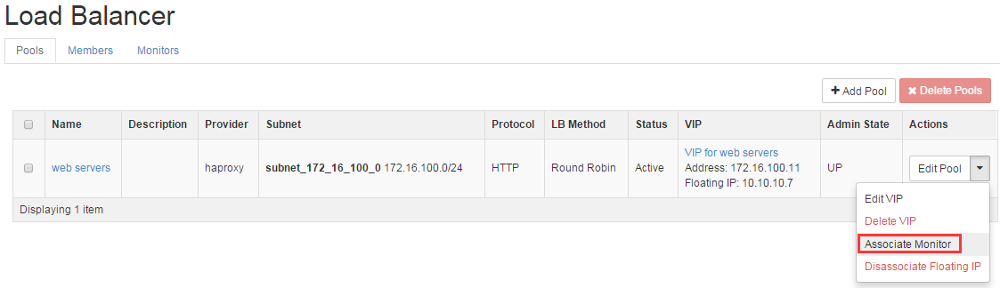 Load Balancer
Pools Members Monitors
+ Add Pool ✖ Delete Pools
Name Description Provider Subnet Protocol LB Method Status VIP Admin State Actions
web servers haproxy subnet_172_16_100_0 172.16.100.0/24 HTTP Round Robin Active VIP for web servers UP Edit Pool
Address: 172.16.100.11
Floating IP: 10.10.10.7
Displaying 1 item
Edit VIP
Delete VIP
Associate Monitor
Disassociate Floating IP